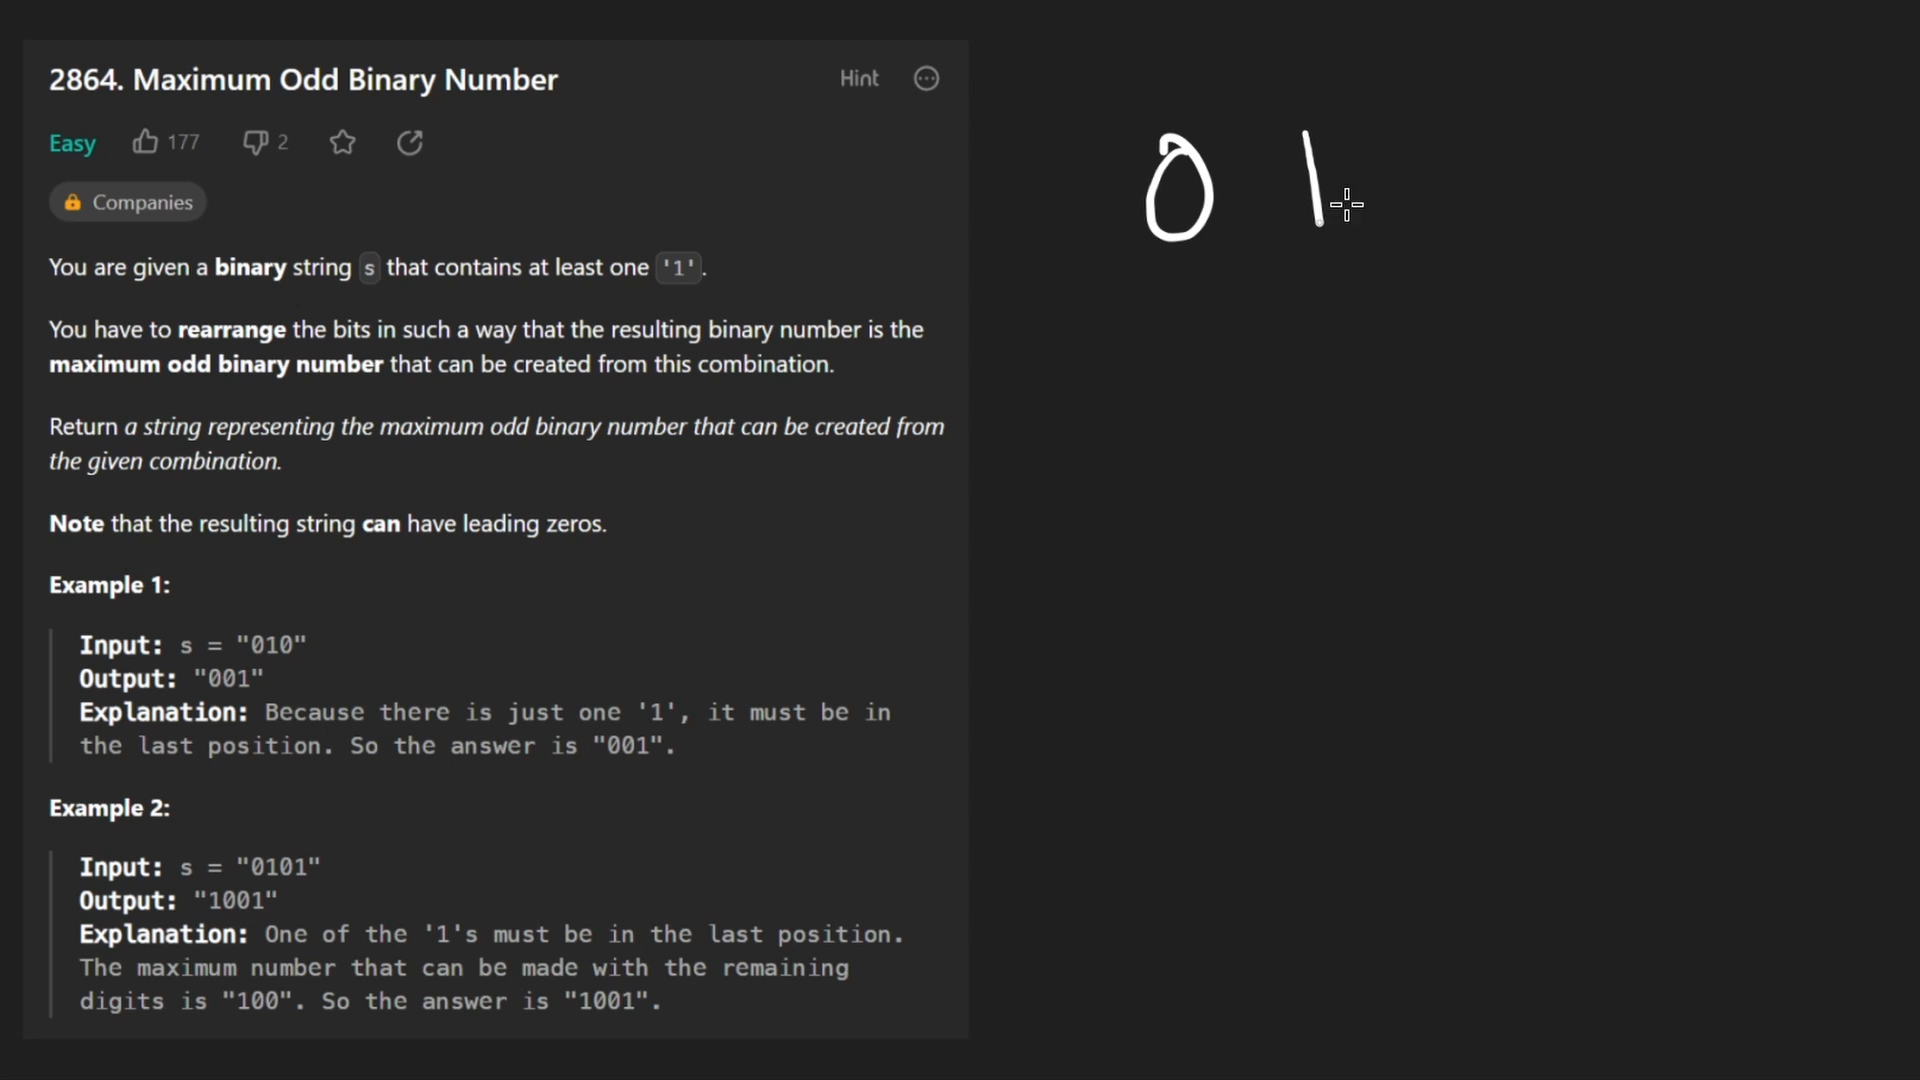 2864. Maximum Odd Binary Number
Hint
Easy 177 2
Companies
You are given a binary string s that contains at least one '1'.
You have to rearrange the bits in such a way that the resulting binary number is the
maximum odd binary number that can be created from this combination.
Return a string representing the maximum odd binary number that can be created from
the given combination.
Note that the resulting string can have leading zeros.
Example 1:
Input: s = "010"
Output: "001"
Explanation: Because there is just one '1', it must be in
the last position. So the answer is "001".
Example 2:
Input: s = "0101"
Output: "1001"
Explanation: One of the '1's must be in the last position.
The maximum number that can be made with the remaining
digits is "100". So the answer is "1001".
0 1